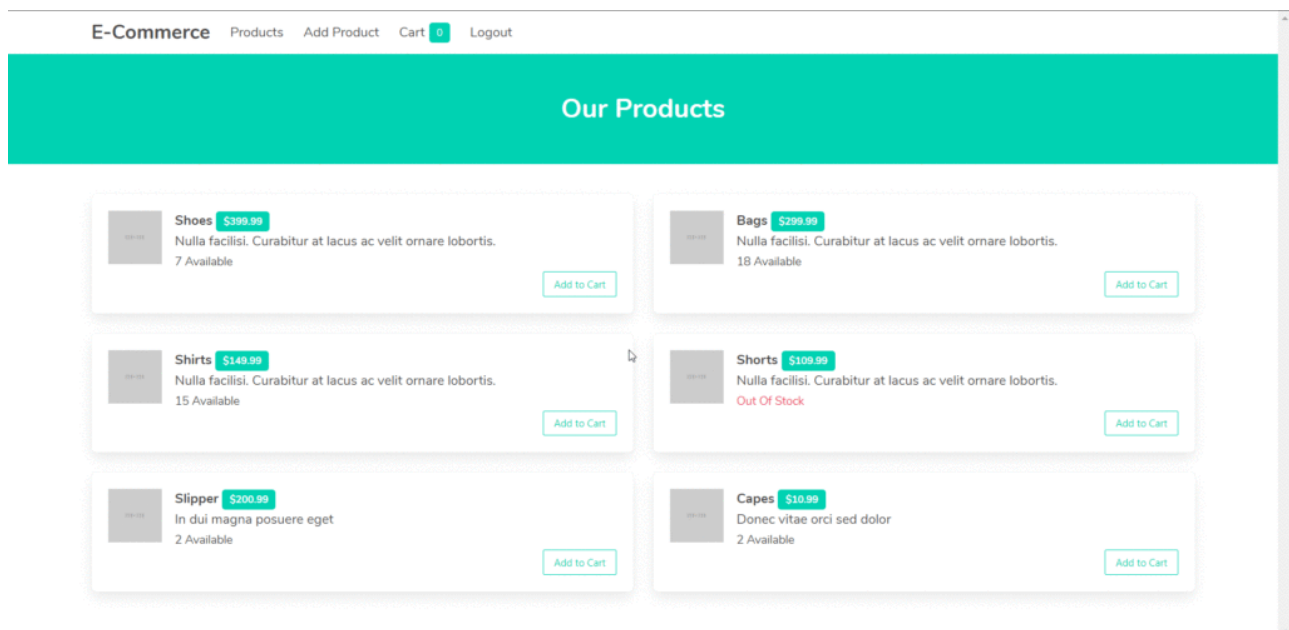 E-Commerce Products Add Product Cart 0 Logout
Our Products
Shoes $399.99
Nulla facilisi. Curabitur at lacus ac velit ornare lobortis.
7 Available
Add to Cart
Bags $299.99
Nulla facilisi. Curabitur at lacus ac velit ornare lobortis.
18 Available
Add to Cart
Shirts $149.99
Nulla facilisi. Curabitur at lacus ac velit ornare lobortis.
15 Available
Add to Cart
Shorts $109.99
Nulla facilisi. Curabitur at lacus ac velit ornare lobortis.
Out Of Stock
Add to Cart
Slipper $200.99
In dui magna posuere eget
2 Available
Add to Cart
Capes $10.99
Donec vitae orci sed dolor
2 Available
Add to Cart